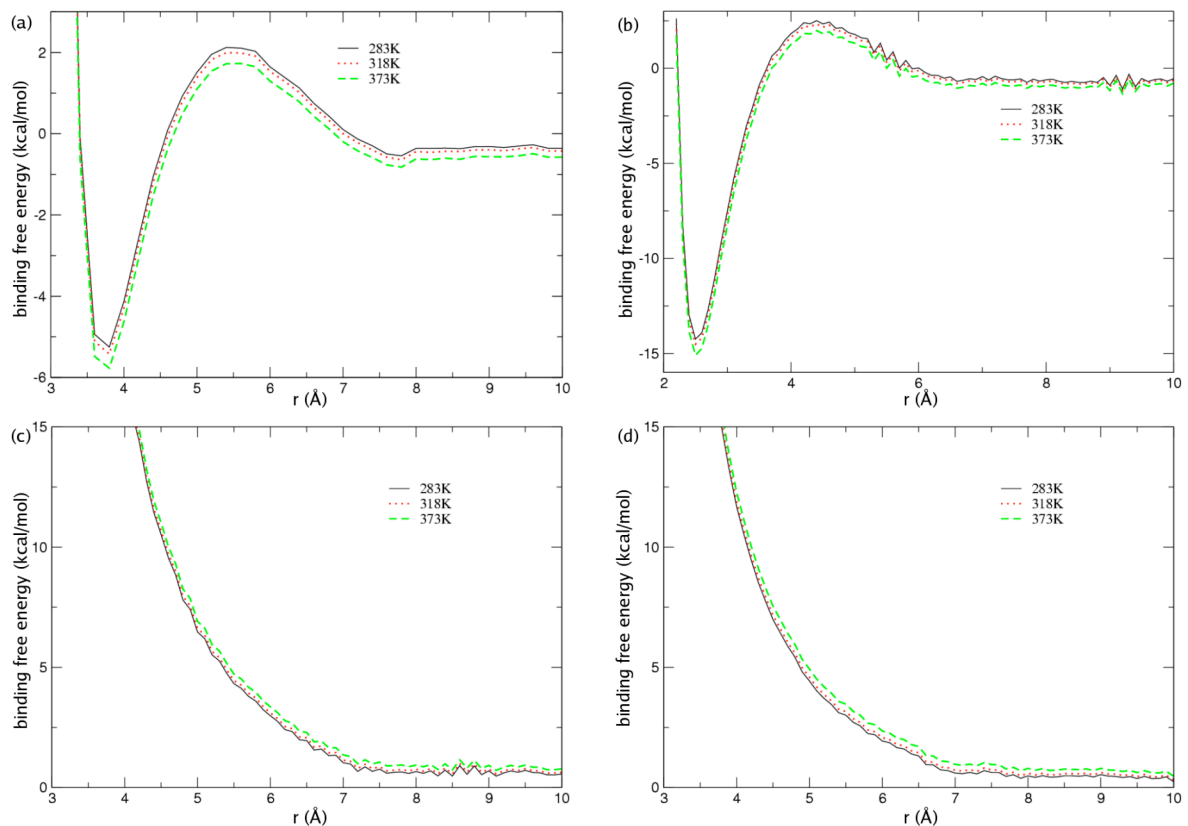 (a)
binding free energy (kcal/mol)
2
0
-2
-4
-6
283K
318K
373K
3 4 5 6 7 8 9 10
r (Å)
(b)
binding free energy (kcal/mol)
0
-5
-10
-15
283K
318K
373K
2 4 6 8 10
r (Å)
(c)
binding free energy (kcal/mol)
15
10
5
0
283K
318K
373K
3 4 5 6 7 8 9 10
r (Å)
(d)
binding free energy (kcal/mol)
15
10
5
0
283K
318K
373K
3 4 5 6 7 8 9 10
r (Å)